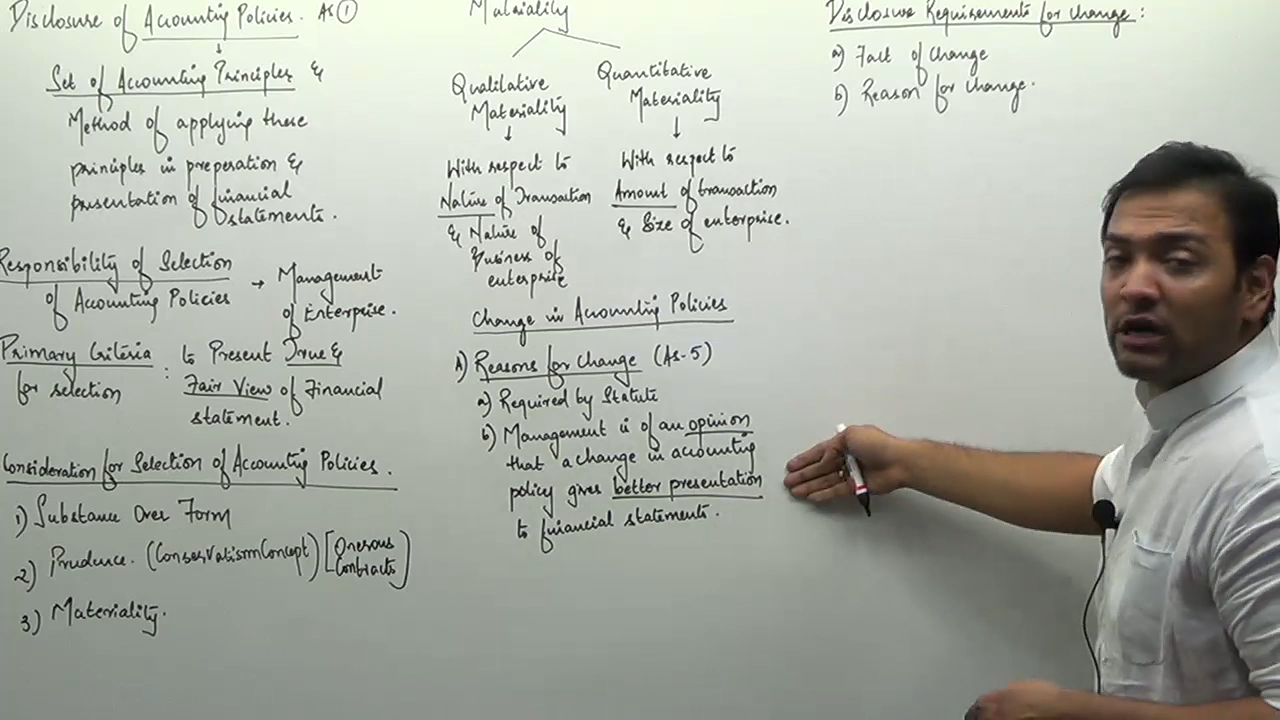 Disclosure of Accounting Policies. AS ①
Set of Accounting Principles &
Method of applying these
principles in preperation &
presentation of financial
statements.
Responsibility of Selection
of Accounting Policies → Management
of Enterprise.
Primary Criteria
for selection : to Present True &
Fair View of Financial
statement.
Consideration for Selection of Accounting Policies.
1) Substance Over Form
2) Prudence. (Conservatism Concept) [Onerous
Contracts]
3) Materiality.
Materiality
Qualitative
Materiality
With respect to
Nature of Transaction
& Nature of
Business of
enterprise
Quantitative
Materiality
With respect to
Amount of transaction
& Size of enterprise.
Change in Accounting Policies
A) Reasons for change (AS-5)
a) Required by Statute
b) Management is of an opinion
that a change in accounting
policy gives better presentation
to financial statements.
Disclosure Requirements for change :
a) Fact of change
b) Reason for change.